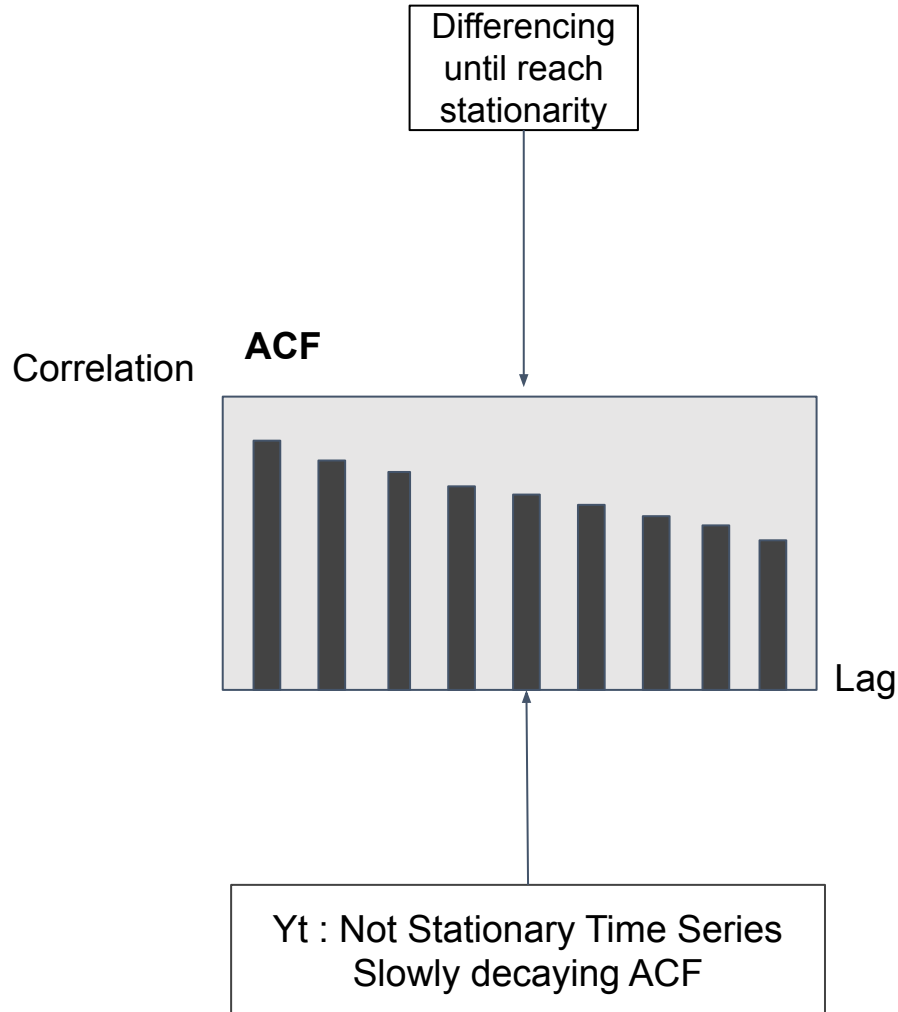 Differencing
until reach
stationarity
ACF
Correlation
Lag
Yt : Not Stationary Time Series
Slowly decaying ACF